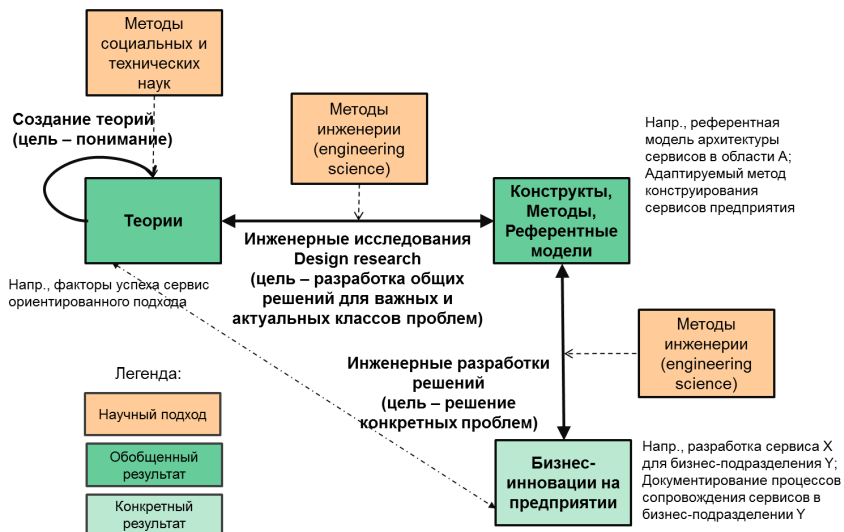 Методы
социальных и
технических
наук
Создание теорий
(цель – понимание)
Методы
инженерии
(engineering
science)
Напр., референтная
модель архитектуры
сервисов в области А;
Адаптируемый метод
конструирования
сервисов предприятия
Теории
Конструкты,
Методы,
Референтные
модели
Инженерные исследования
Design research
(цель – разработка общих
решений для важных и
актуальных классов проблем)
Напр., факторы успеха сервис
ориентированного подхода
Методы
инженерии
(engineering
science)
Инженерные разработки
решений
(цель – решение
конкретных проблем)
Легенда:
Научный подход
Обобщенный
результат
Конкретный
результат
Бизнес-
инновации на
предприятии
Напр., разработка сервиса X
для бизнес-подразделения Y;
Документирование процессов
сопровождения сервисов в
бизнес-подразделении Y